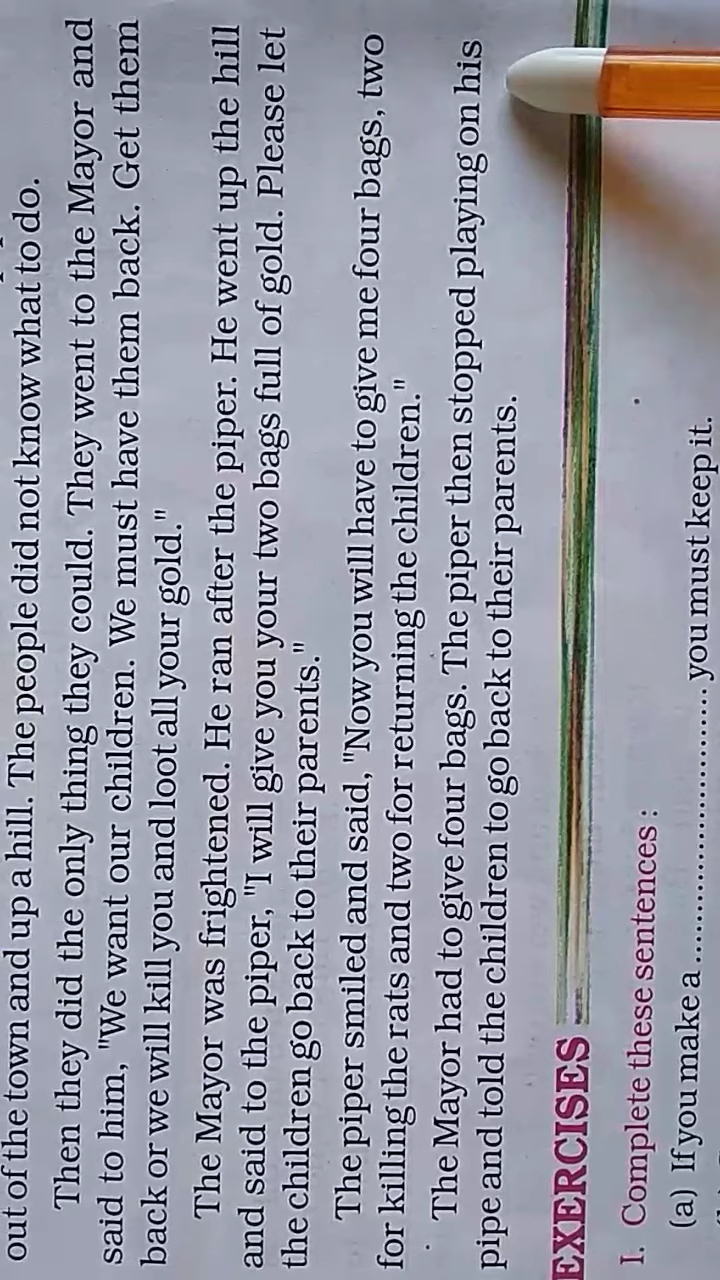 out of the town and up a hill. The people did not know what to do.
Then they did the only thing they could. They went to the Mayor and
said to him, "We want our children. We must have them back. Get them
back or we will kill you and loot all your gold."
The Mayor was frightened. He ran after the piper. He went up the hill
and said to the piper, "I will give you your two bags full of gold. Please let
the children go back to their parents."
The piper smiled and said, "Now you will have to give me four bags, two
for killing the rats and two for returning the children."
The Mayor had to give four bags. The piper then stopped playing on his
pipe and told the children to go back to their parents.
EXERCISES
I. Complete these sentences :
(a) If you make a ........................................ you must keep it.